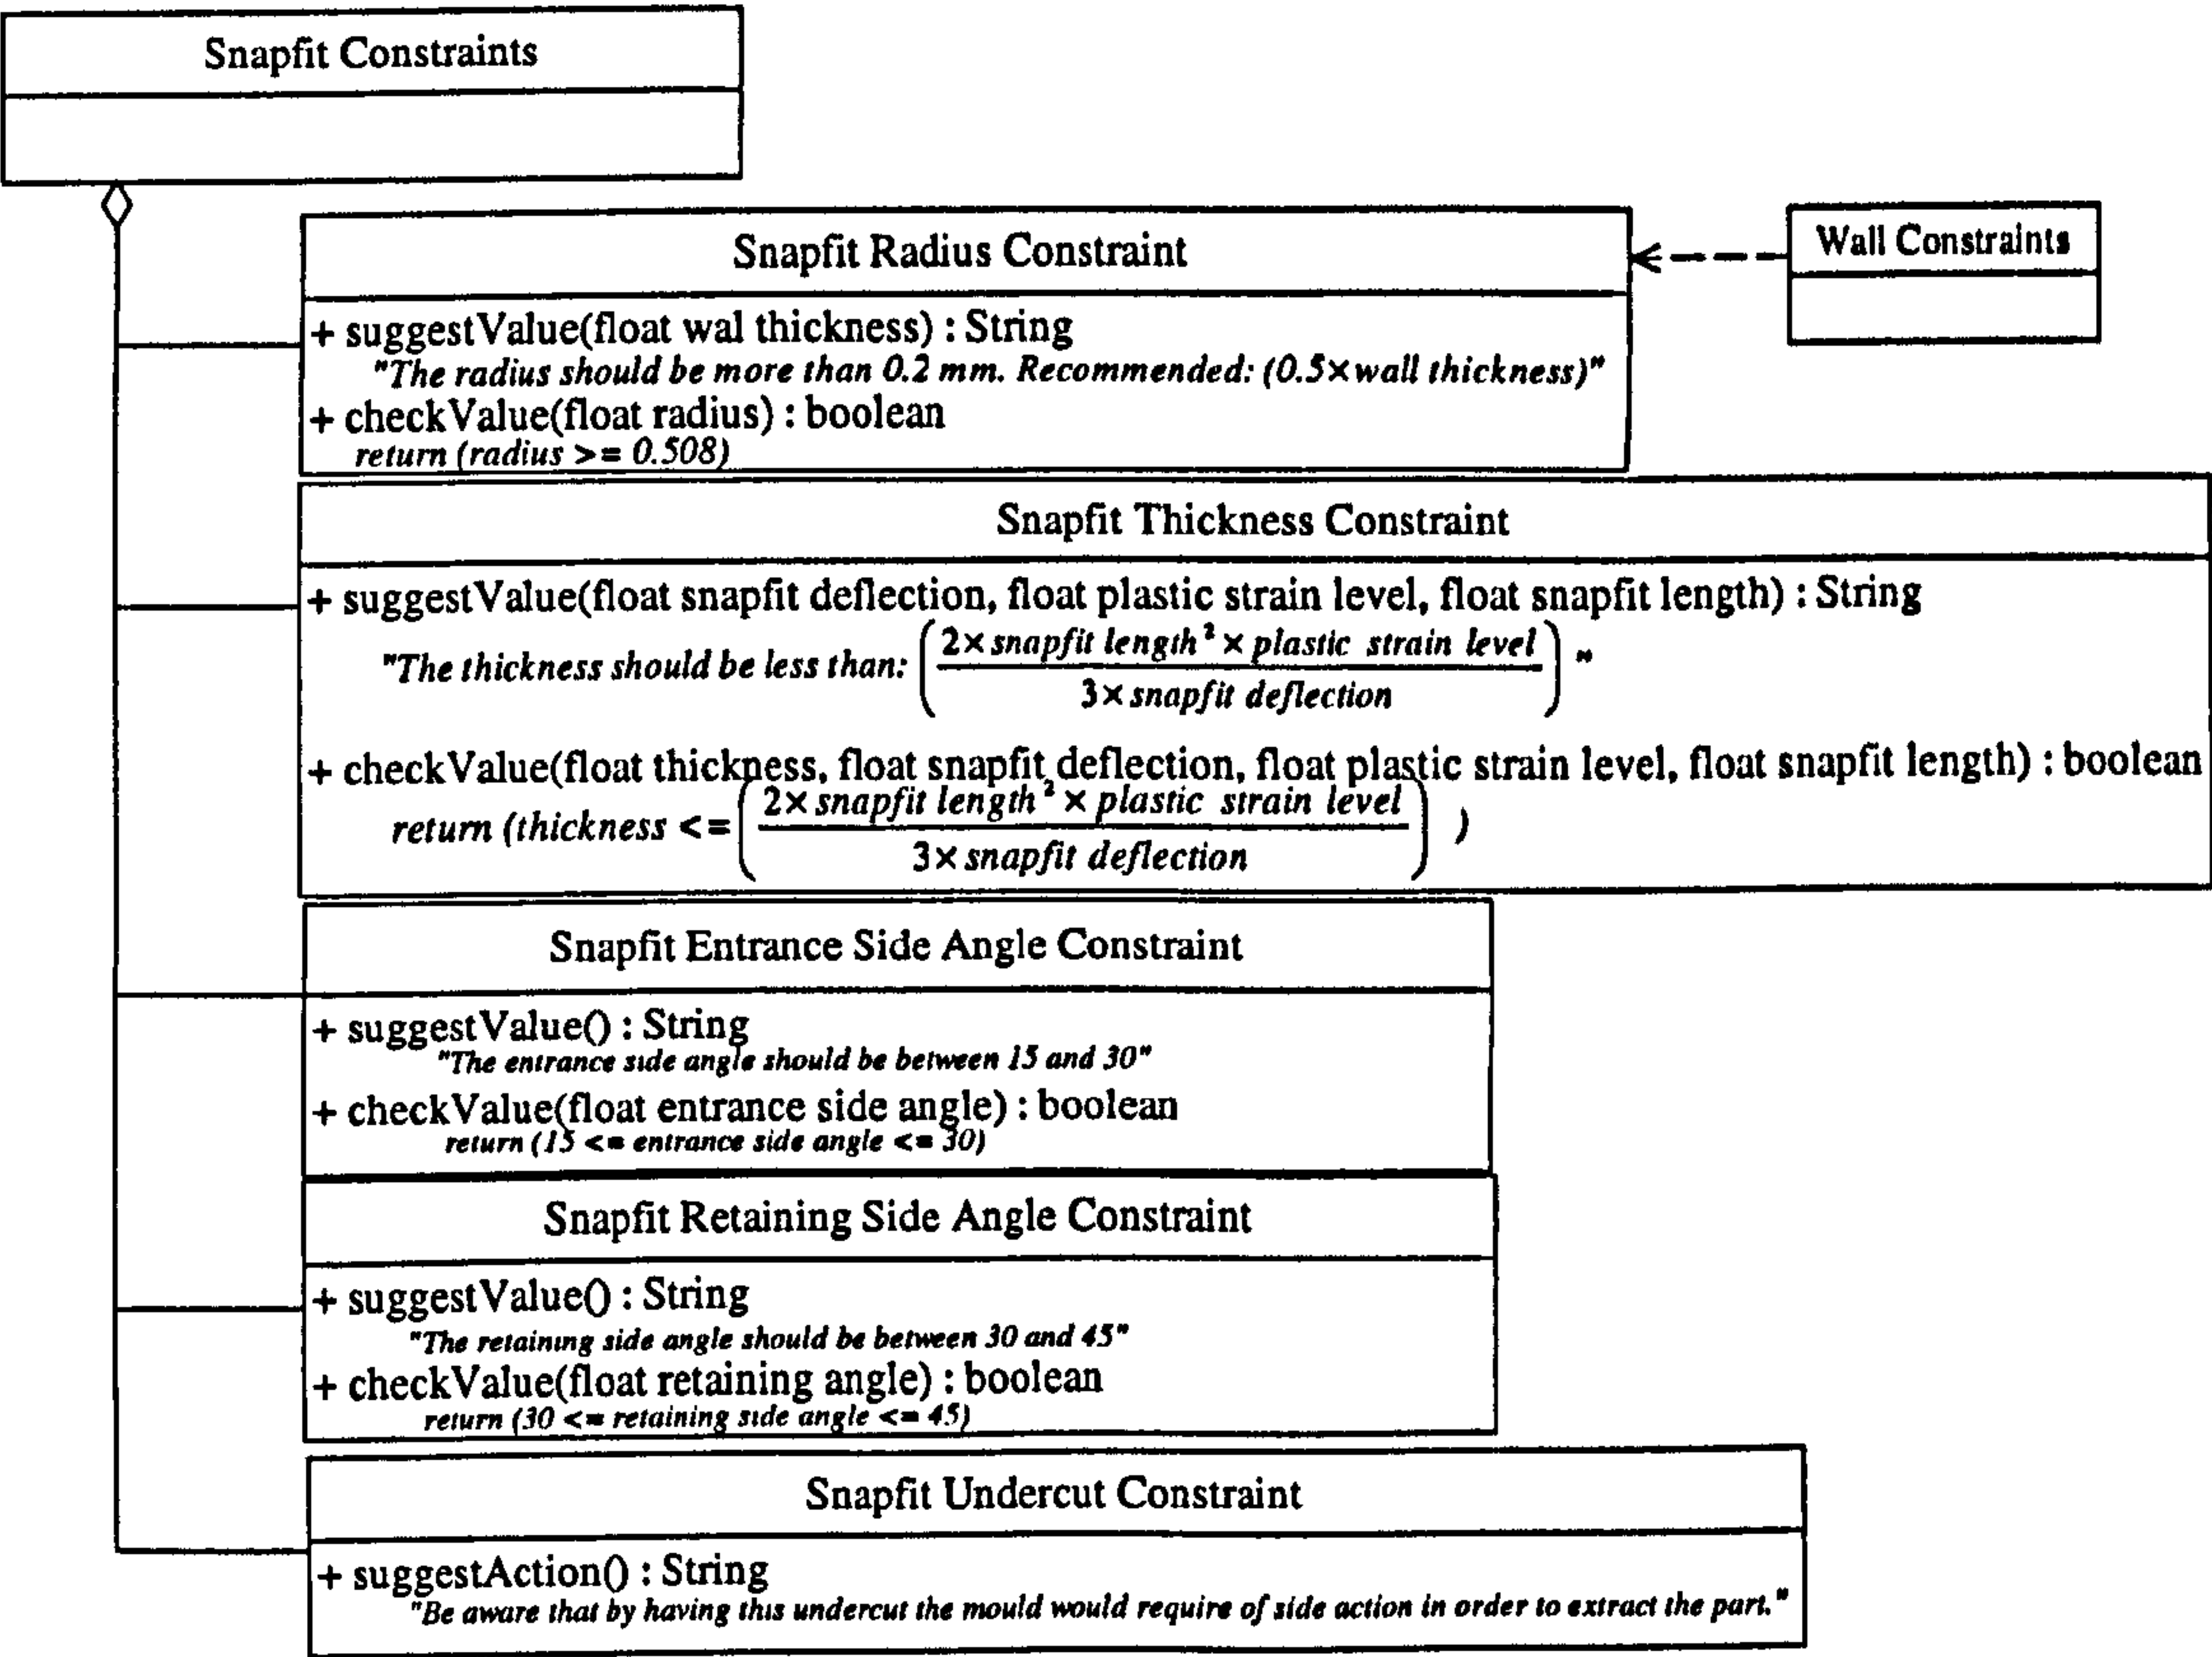 Snapfit Constraints
Snapfit Radius Constraint
Wall Constraints
+ suggestValue(float wal thickness) : String
"The radius should be more than 0.2 mm. Recommended: (0.5×wall thickness)"
+ checkValue(float radius) : boolean
return (radius >= 0.508)
Snapfit Thickness Constraint
+ suggestValue(float snapfit deflection, float plastic strain level, float snapfit length) : String
"The thickness should be less than: (2× snapfit length² × plastic strain level
3× snapfit deflection) "
+ checkValue(float thickness, float snapfit deflection, float plastic strain level, float snapfit length) : boolean
return (thickness <= (2× snapfit length² × plastic strain level
3× snapfit deflection) )
Snapfit Entrance Side Angle Constraint
+ suggestValue() : String
"The entrance side angle should be between 15 and 30"
+ checkValue(float entrance side angle) : boolean
return (15 <= entrance side angle <= 30)
Snapfit Retaining Side Angle Constraint
+ suggestValue() : String
"The retaining side angle should be between 30 and 45"
+ checkValue(float retaining angle) : boolean
return (30 <= retaining side angle <= 45)
Snapfit Undercut Constraint
+ suggestAction() : String
"Be aware that by having this undercut the mould would require of side action in order to extract the part."